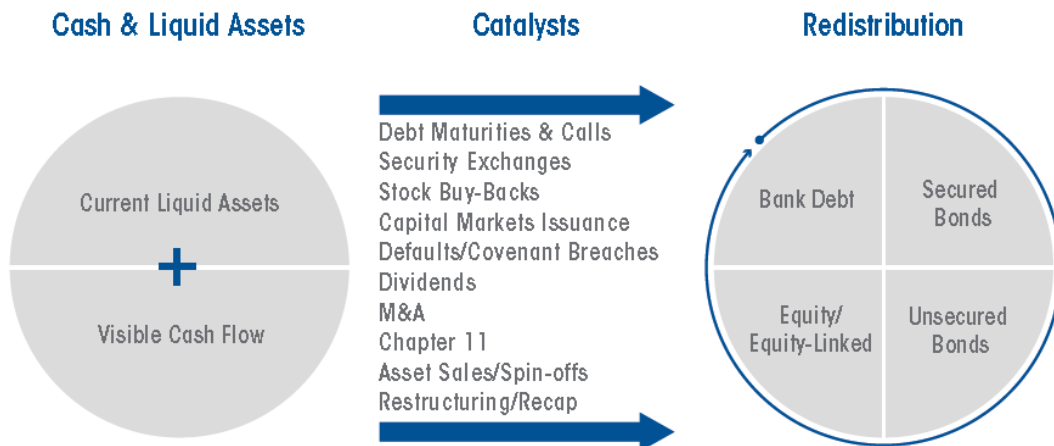 Cash & Liquid Assets
Current Liquid Assets
+
Visible Cash Flow
Catalysts
Debt Maturities & Calls
Security Exchanges
Stock Buy-Backs
Capital Markets Issuance
Defaults/Covenant Breaches
Dividends
M&A
Chapter 11
Asset Sales/Spin-offs
Restructuring/Recap
Redistribution
Bank Debt
Secured
Bonds
Equity/
Equity-Linked
Unsecured
Bonds